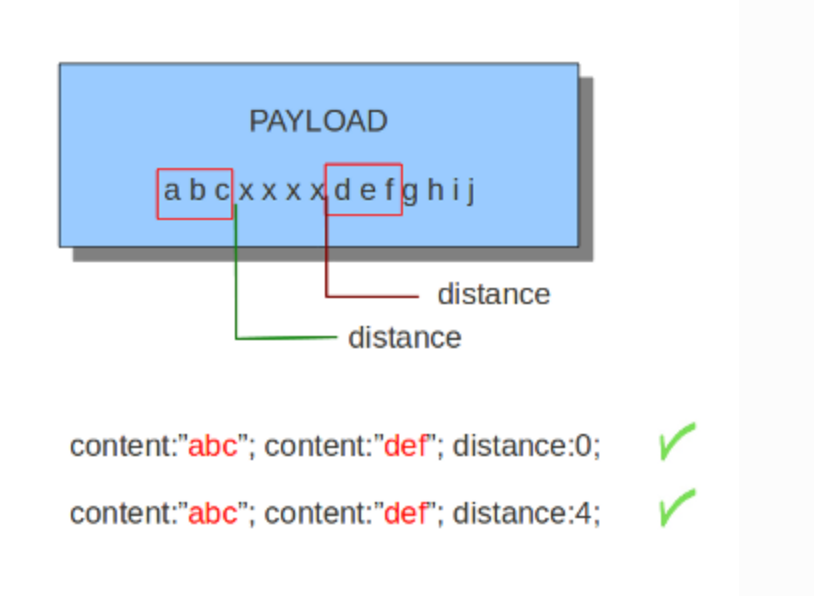 PAYLOAD
a b c x x x x d e f g h i j
distance
distance
content:”abc”; content:”def”; distance:0;
content:”abc”; content:”def”; distance:4;